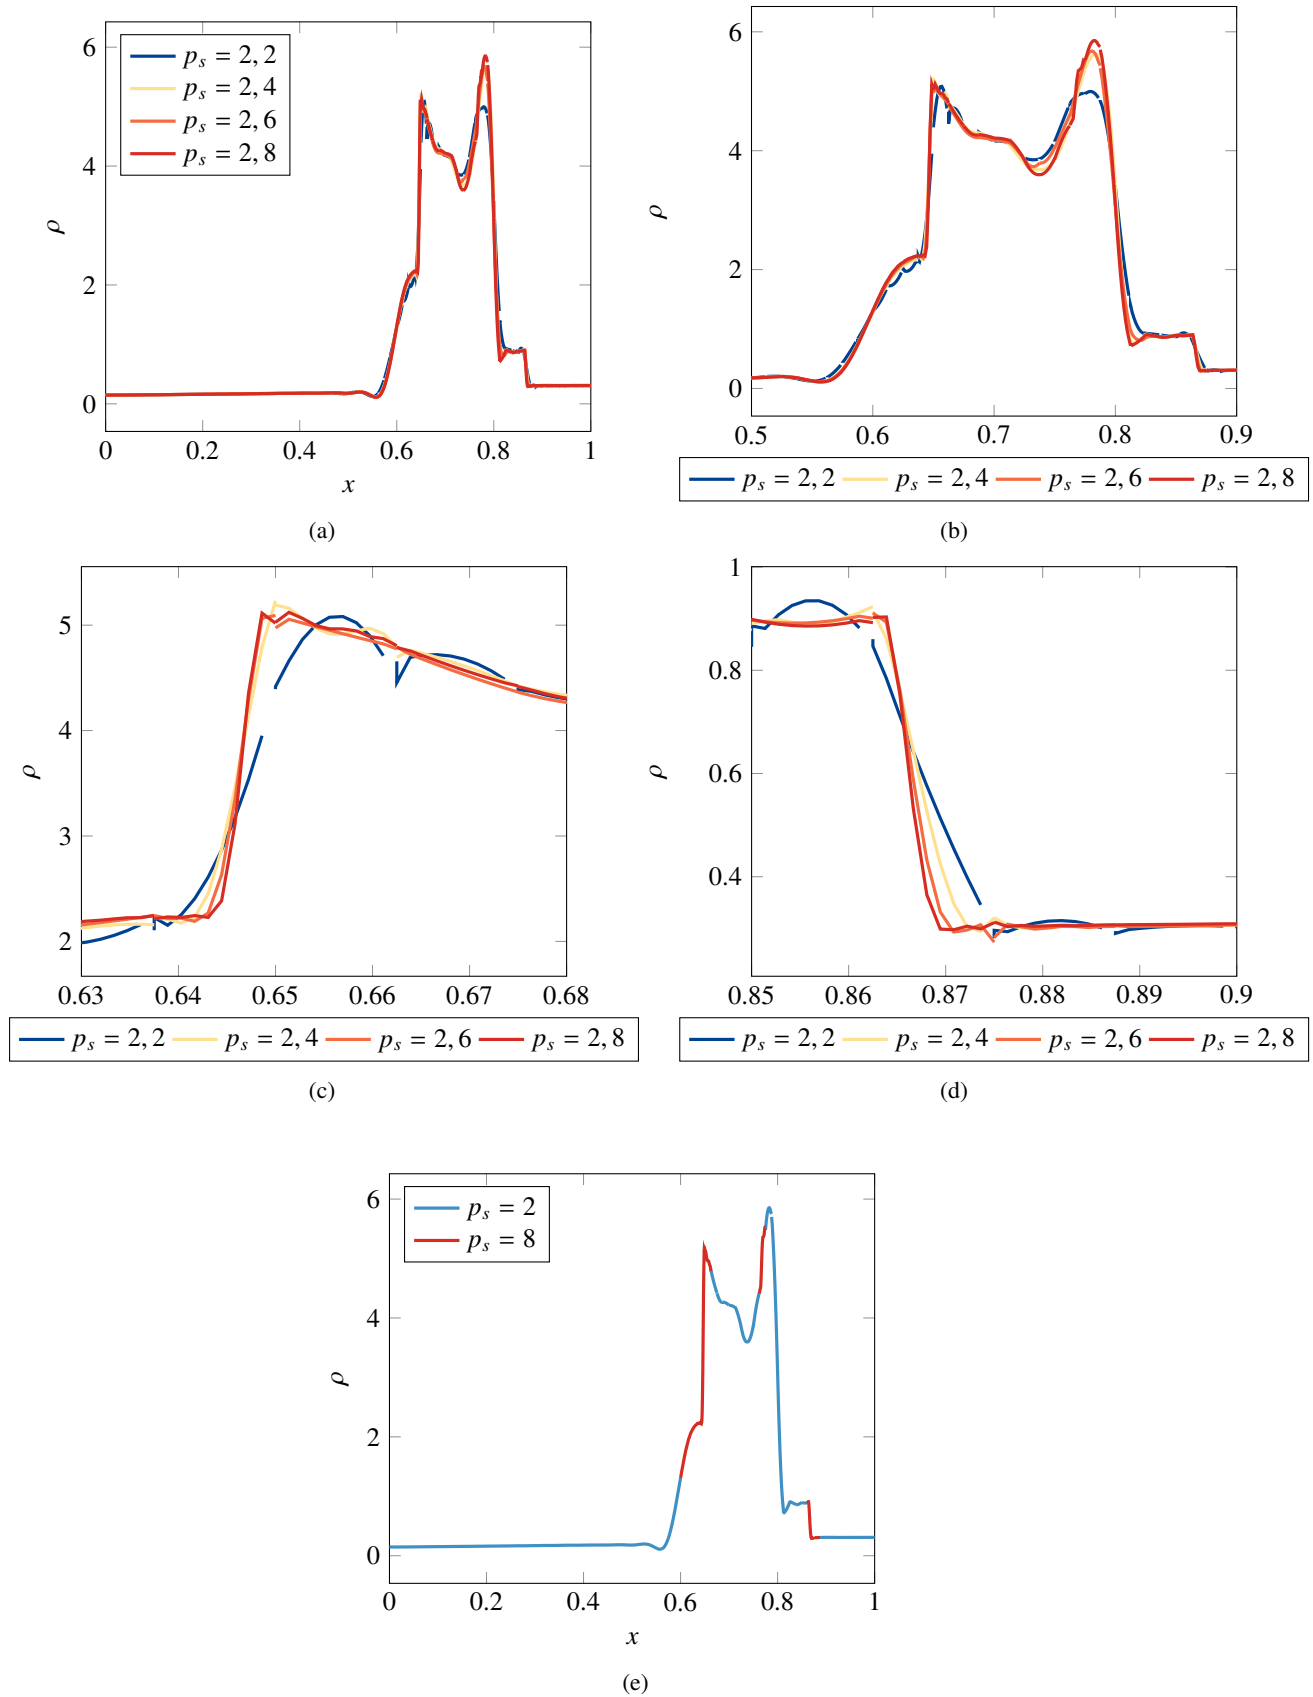 6
4
2
0
ρ
p_s = 2, 2
p_s = 2, 4
p_s = 2, 6
p_s = 2, 8
0 0.2 0.4 0.6 0.8 1
x
(a)
6
4
2
0
ρ
0.5 0.6 0.7 0.8 0.9
p_s = 2, 2 p_s = 2, 4 p_s = 2, 6 p_s = 2, 8
(b)
5
4
3
2
ρ
0.63 0.64 0.65 0.66 0.67 0.68
p_s = 2, 2 p_s = 2, 4 p_s = 2, 6 p_s = 2, 8
(c)
1
0.8
0.6
0.4
ρ
0.85 0.86 0.87 0.88 0.89 0.9
p_s = 2, 2 p_s = 2, 4 p_s = 2, 6 p_s = 2, 8
(d)
6
4
2
0
ρ
p_s = 2
p_s = 8
0 0.2 0.4 0.6 0.8 1
x
(e)